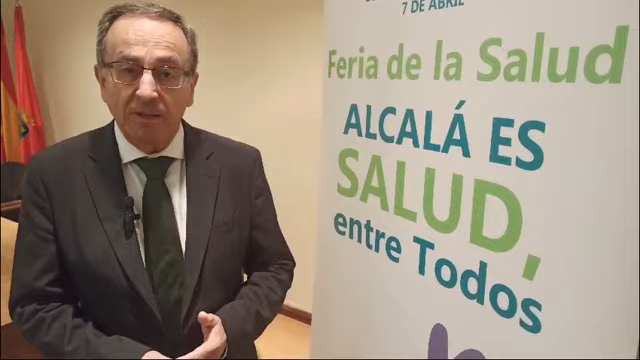 7 DE ABRIL
Feria de la Salud
ALCALÁ ES
SALUD,
entre Todos